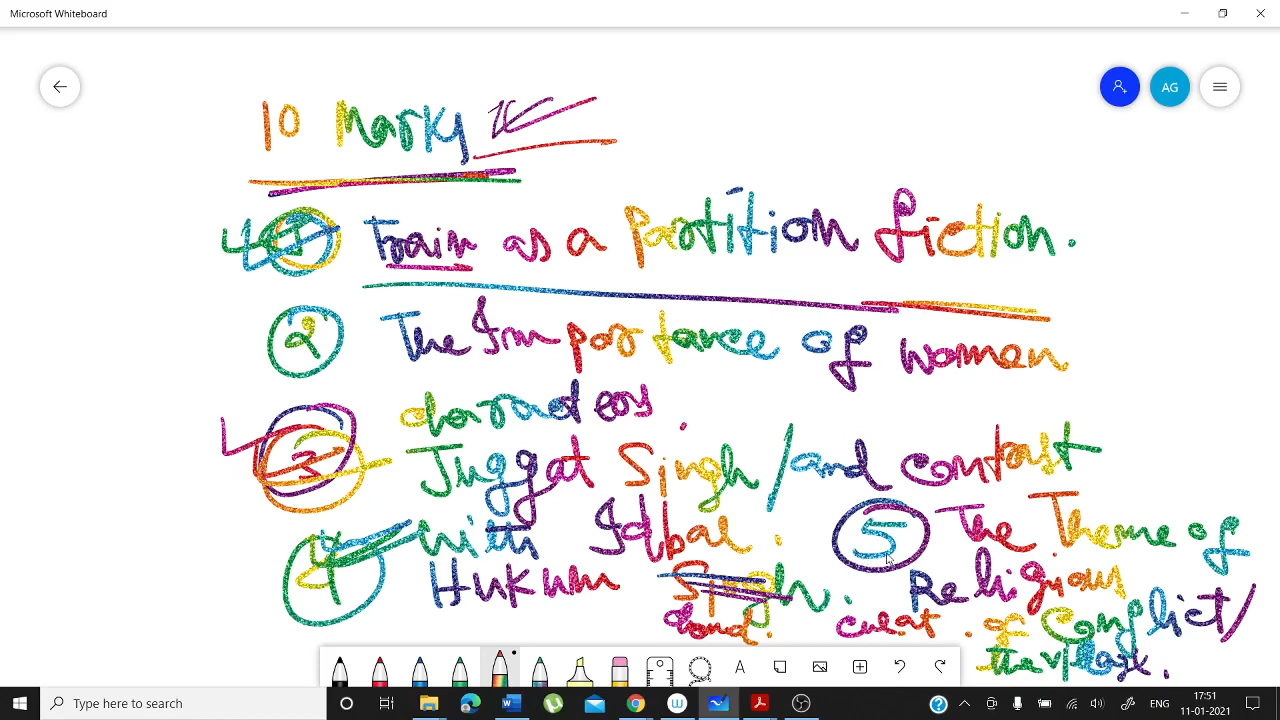 Microsoft Whiteboard
AG
10 Marks
1 Train as a partition fiction.
2 The Importance of women
characters.
3 Juggat Singh / and contrast
with Iqbal.
4 Hukum
chand.
5 The Theme of
Religious
Conflict /
A
Type here to search
W
17:51
11-01-2021